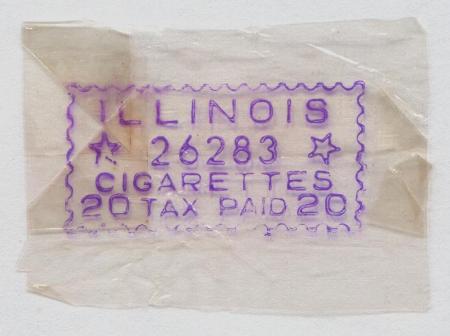 ILLINOIS
26283
CIGARETTES
20 TAX PAID 20